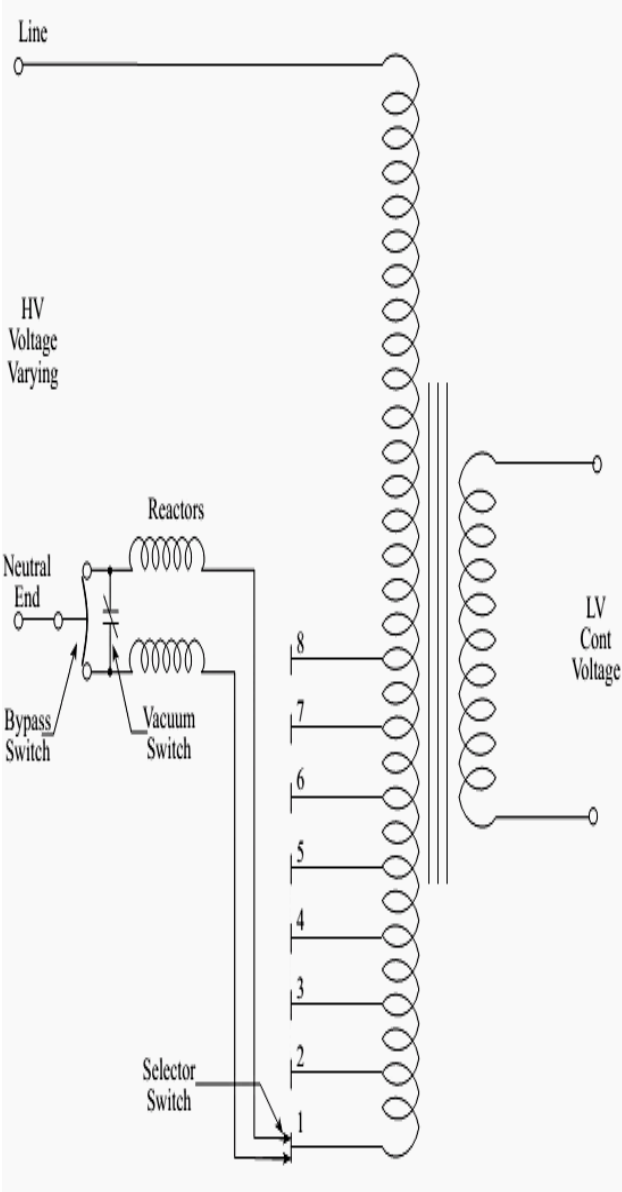 Line
HV
Voltage
Varying
Reactors
Neutral
End
LV
Cont
Voltage
Bypass
Switch
Vacuum
Switch
8
7
6
5
4
3
2
1
Selector
Switch